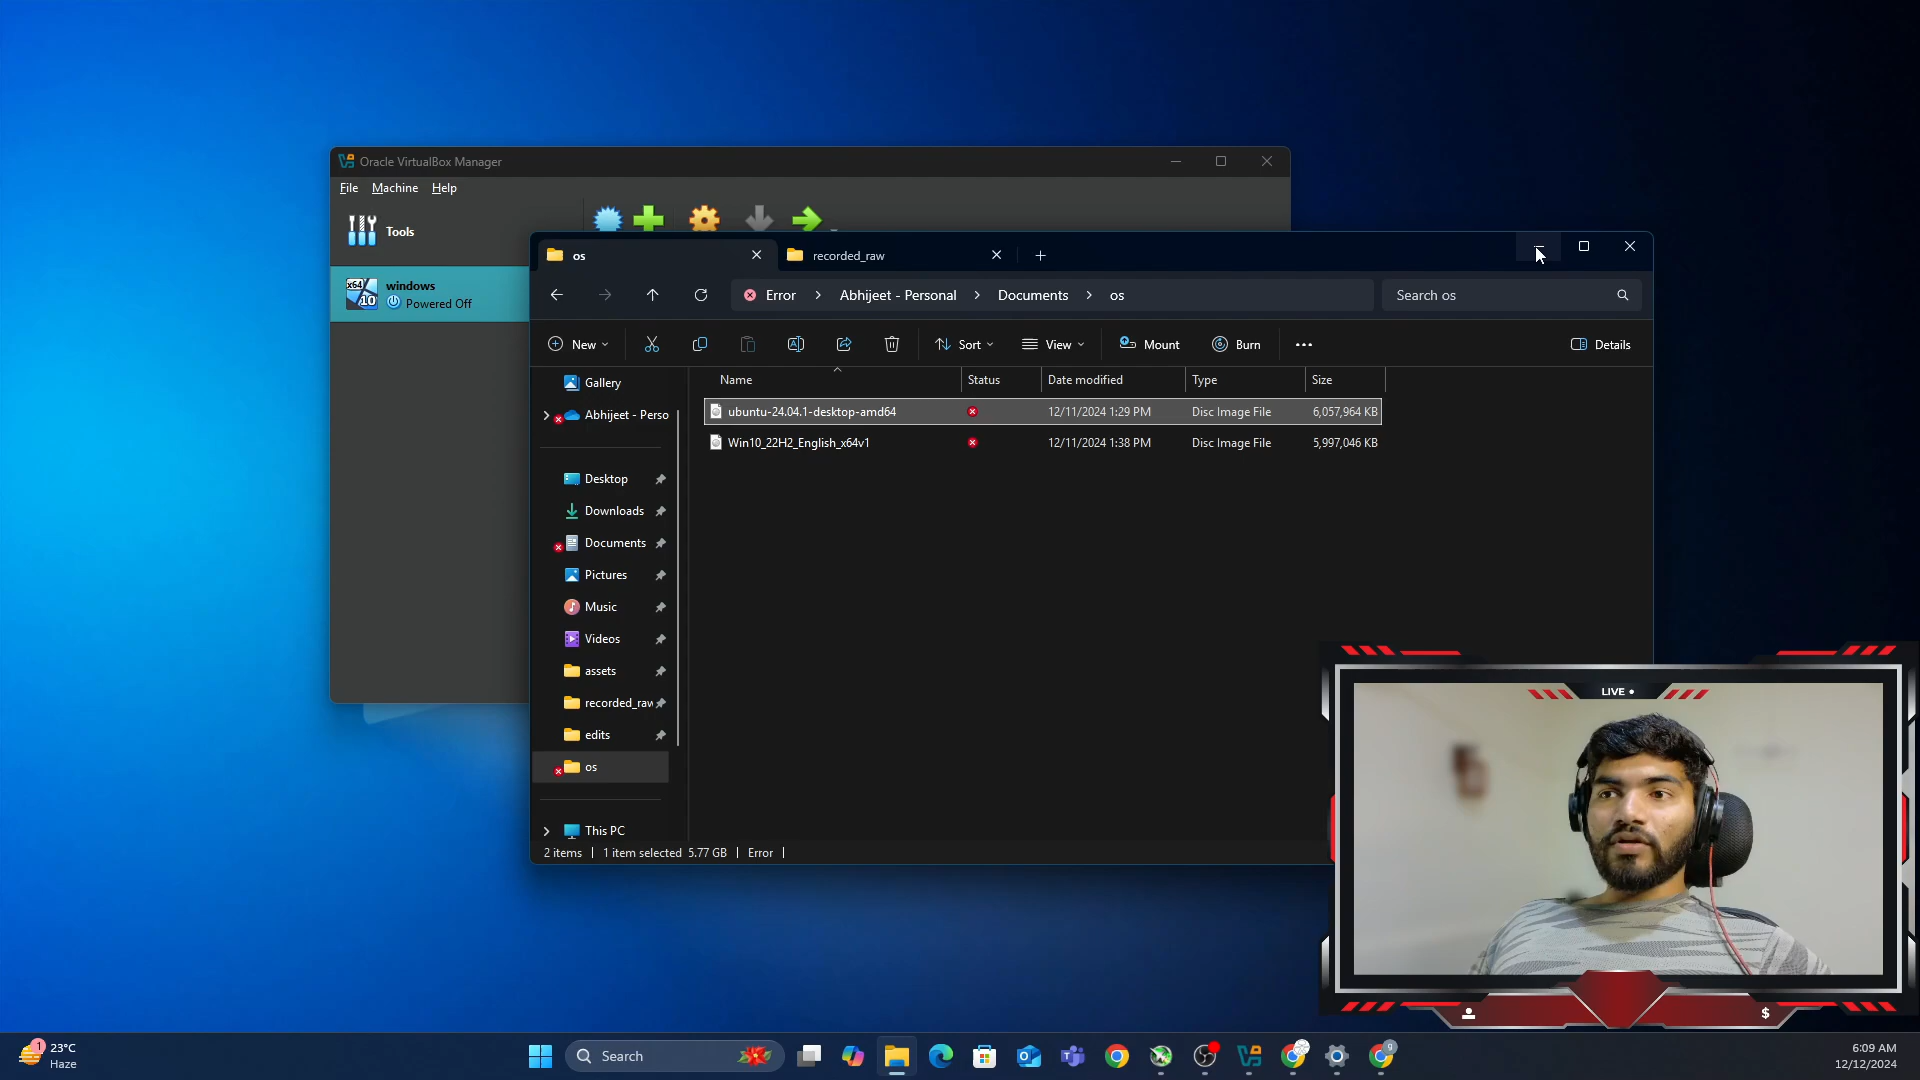 Oracle VirtualBox Manager
File Machine Help
Tools
x64
10
windows
Powered Off
os
recorded_raw
Error > Abhijeet - Personal > Documents > os
Search os
New
Sort
View
Mount
Burn
Details
Name Status Date modified Type Size
ubuntu-24.04.1-desktop-amd64 12/11/2024 1:29 PM Disc Image File 6,057,964 KB
Win10_22H2_English_x64v1 12/11/2024 1:38 PM Disc Image File 5,997,046 KB
Gallery
Abhijeet - Perso
Desktop
Downloads
Documents
Pictures
Music
Videos
assets
recorded_raw
edits
os
This PC
2 items 1 item selected 5.77 GB Error
LIVE
$
1
23°C
Haze
Search
6:09 AM
12/12/2024